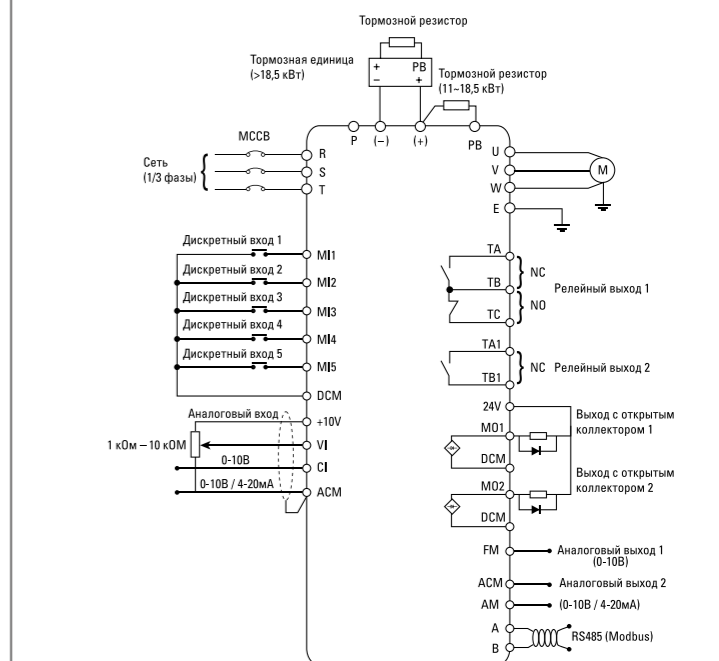 Тормозной резистор
Тормозная единица
(>18,5 кВт)
+ PB
− +
Тормозной резистор
(11~18,5 кВт)
P (−) (+) PB
MCCB
Сеть
(1/3 фазы)
R
S
T
U
V
W
E
M
Дискретный вход 1
MI1
Дискретный вход 2
MI2
Дискретный вход 3
MI3
Дискретный вход 4
MI4
Дискретный вход 5
MI5
DCM
Аналоговый вход
+10V
1 кОм – 10 кОМ
VI
0-10В
CI
0-10В / 4-20мА
ACM
TA
NC
TB
Релейный выход 1
NO
TC
TA1
NC Релейный выход 2
TB1
24V
Выход с открытым
коллектором 1
MO1
DCM
Выход с открытым
коллектором 2
MO2
DCM
FM Аналоговый выход 1
(0-10В)
ACM Аналоговый выход 2
AM (0-10В / 4-20мА)
A
RS485 (Modbus)
B